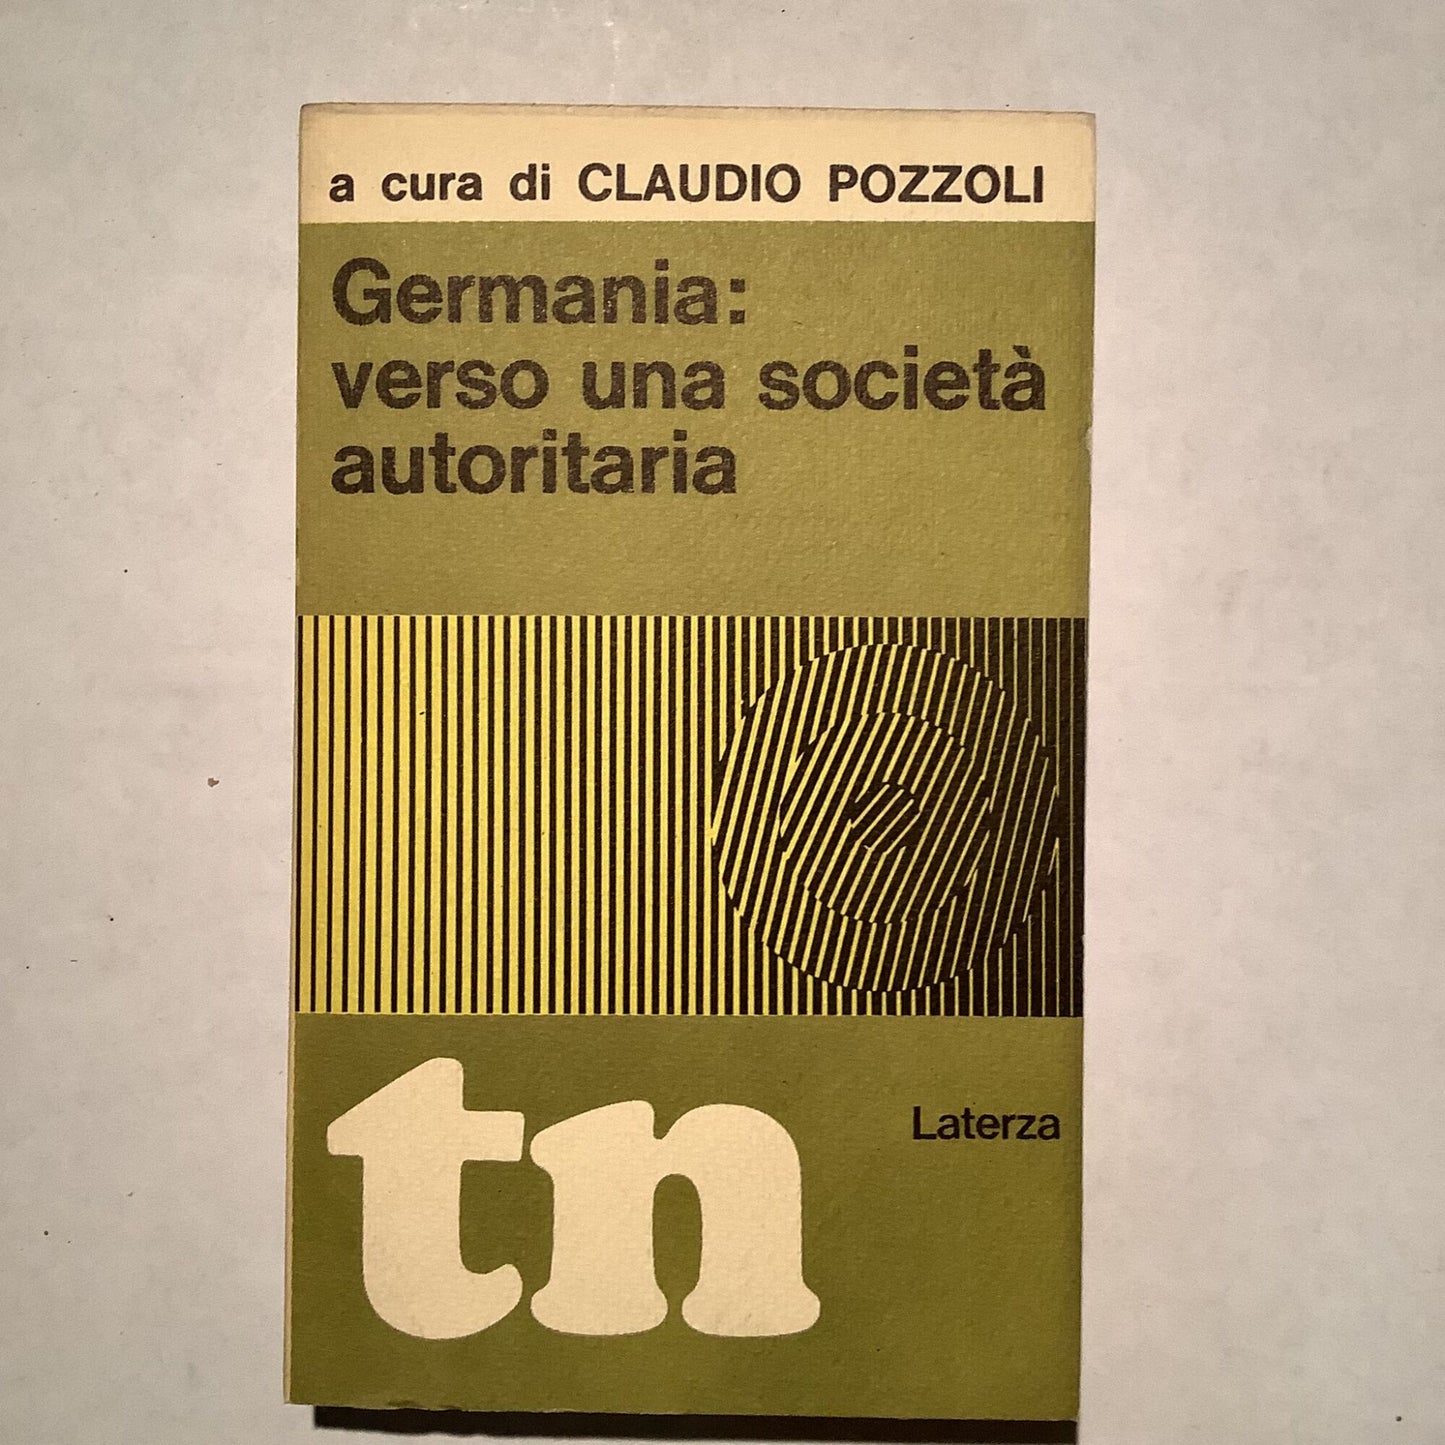 a cura di CLAUDIO POZZOLI
Germania:
verso una società
autoritaria
Laterza
tn